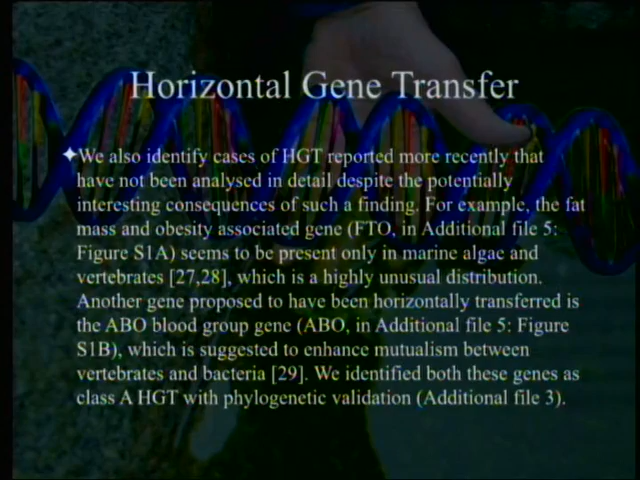 Horizontal Gene Transfer
✦We also identify cases of HGT reported more recently that
have not been analysed in detail despite the potentially
interesting consequences of such a finding. For example, the fat
mass and obesity associated gene (FTO, in Additional file 5:
Figure S1A) seems to be present only in marine algae and
vertebrates [27,28], which is a highly unusual distribution.
Another gene proposed to have been horizontally transferred is
the ABO blood group gene (ABO, in Additional file 5: Figure
S1B), which is suggested to enhance mutualism between
vertebrates and bacteria [29]. We identified both these genes as
class A HGT with phylogenetic validation (Additional file 3).